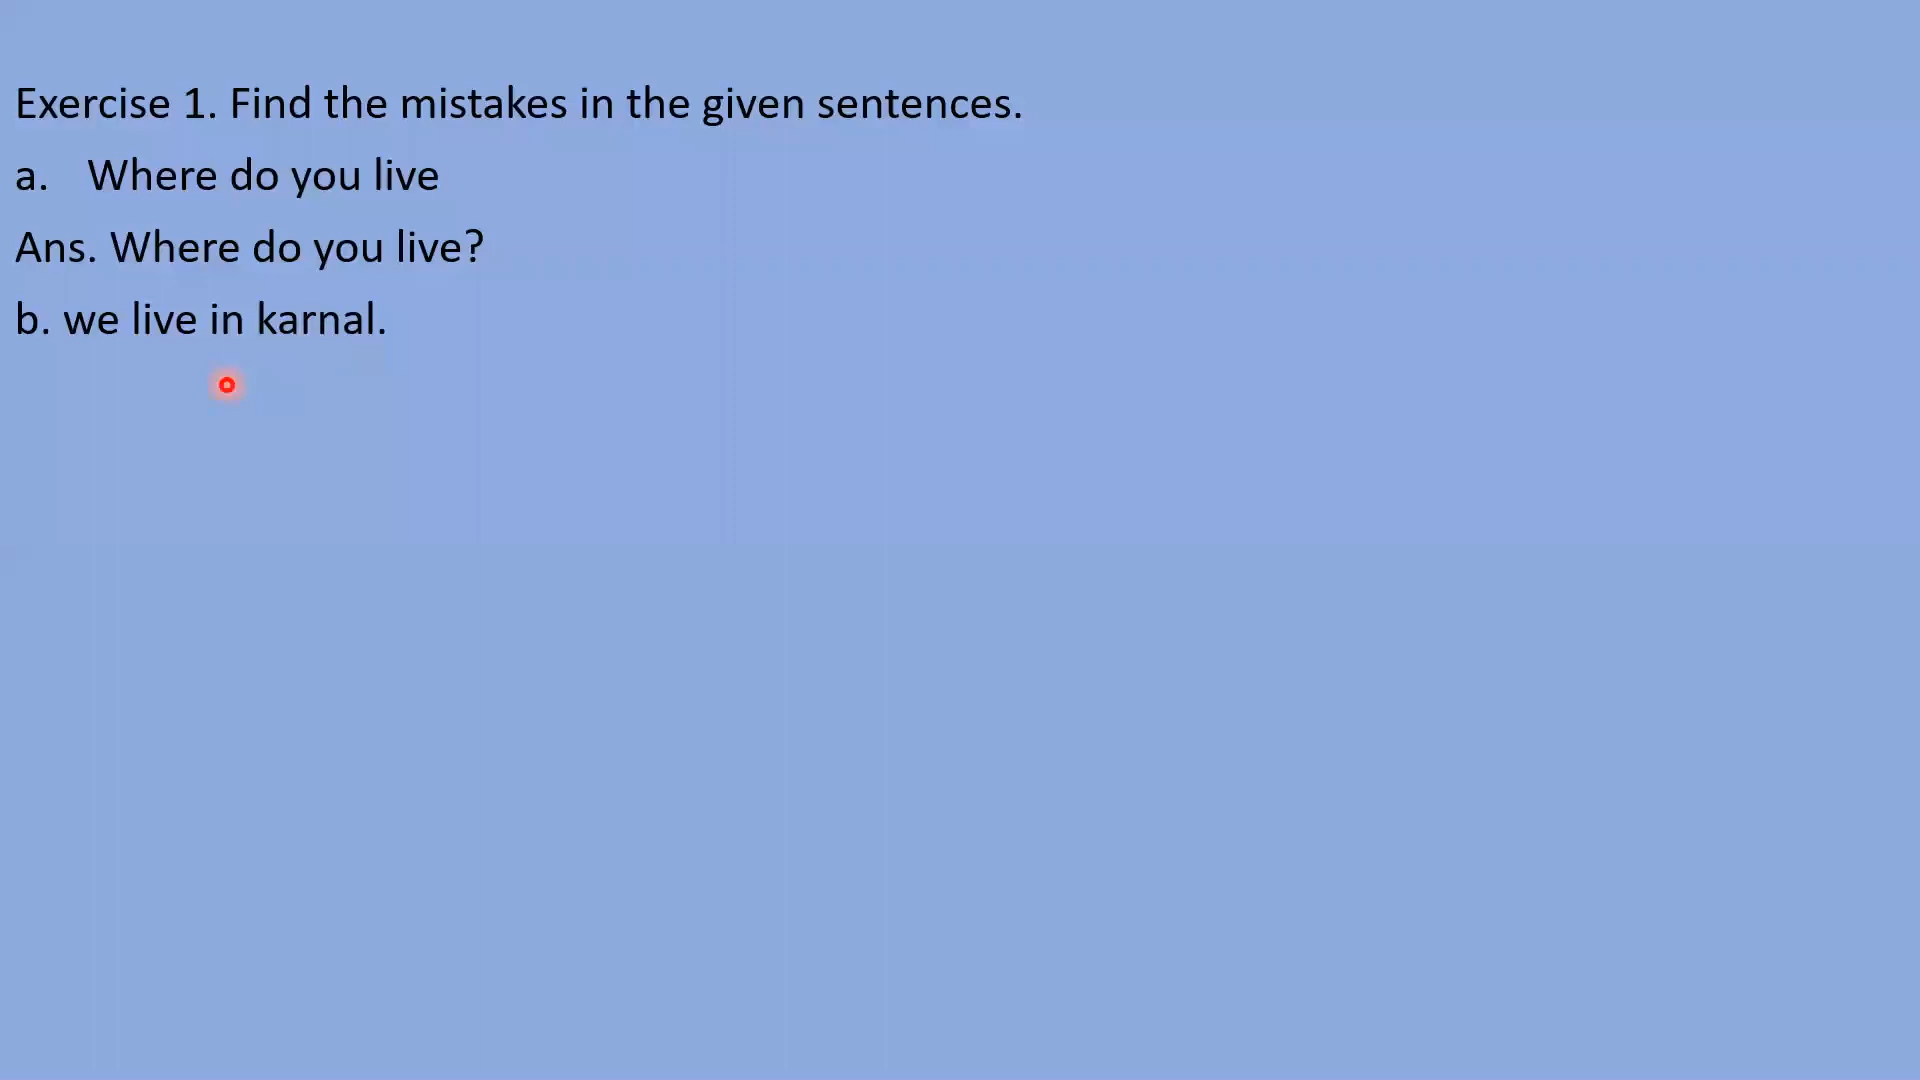 Exercise 1. Find the mistakes in the given sentences.
a. Where do you live
Ans. Where do you live?
b. we live in karnal.